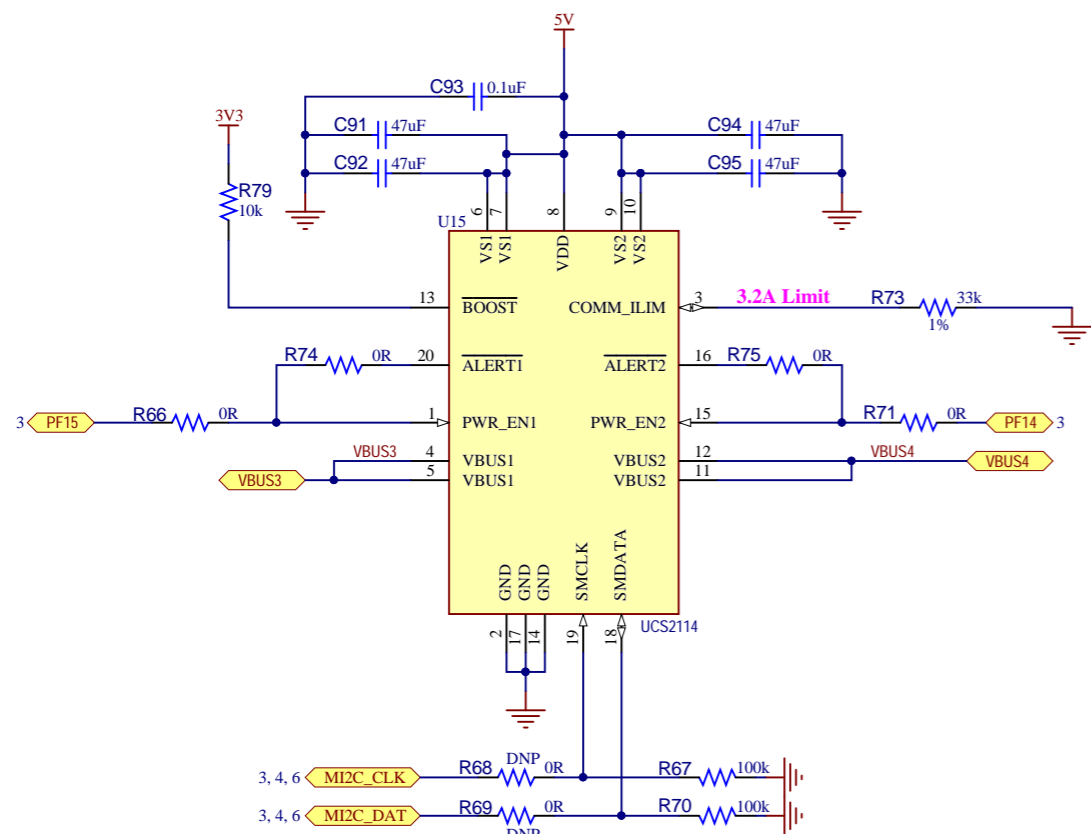 5V
C93 0.1uF
3V3
C91 47uF
C94 47uF
C92 47uF
C95 47uF
R79
10k
U15
6 7 8 9 10
VS1 VS1 VDD VS2 VS2
13 BOOST
COMM_ILIM 3 3.2A Limit R73 33k
1%
R74 0R 20 ALERT1
ALERT2 16 R75 0R
3 PF15 R66 0R 1 PWR_EN1
PWR_EN2 15 R71 0R PF14 3
VBUS3 4 VBUS1
VBUS2 12 VBUS4 VBUS4
VBUS3 5 VBUS1
VBUS2 11
GND GND GND SMCLK SMDATA
2 17 14 19 18
UCS2114
DNP
3, 4, 6 MI2C_CLK R68 0R R67 100k
3, 4, 6 MI2C_DAT R69 0R R70 100k
DNP